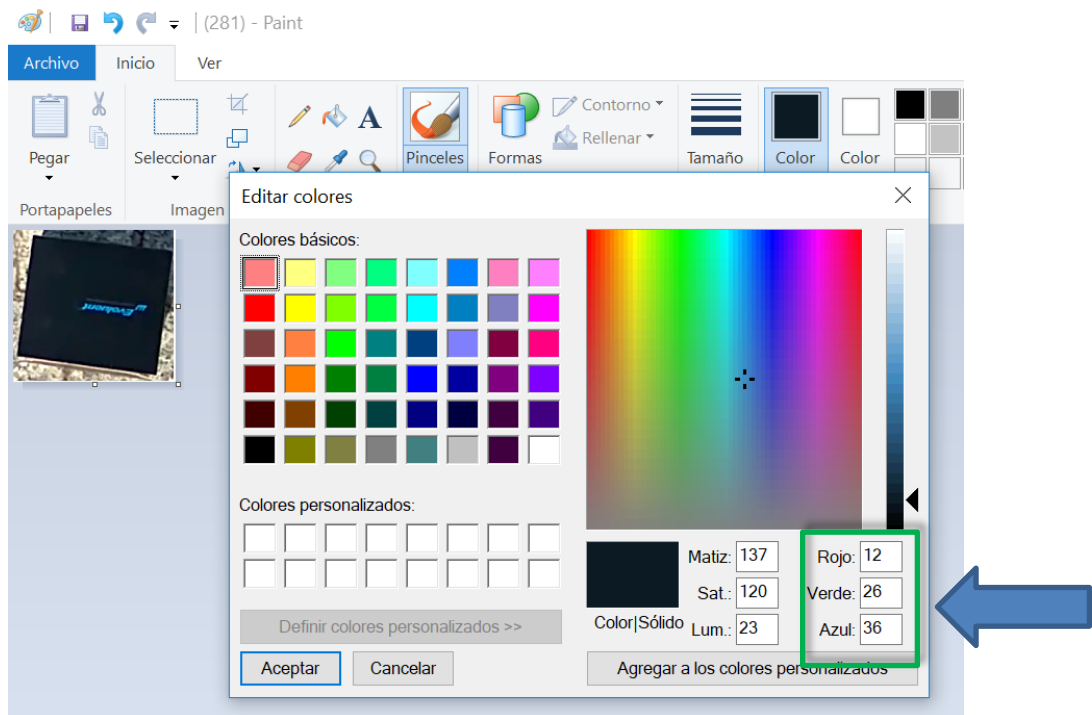 (281) - Paint
Archivo Inicio Ver
Contorno
Rellenar
A
Pegar Seleccionar Pinceles Formas Tamaño Color Color
Portapapeles Imagen
Editar colores
Colores básicos:
Evoluent
Colores personalizados:
Matiz: 137 Rojo: 12
Sat.: 120 Verde: 26
Color|Sólido Lum.: 23 Azul: 36
Definir colores personalizados >>
Aceptar Cancelar Agregar a los colores personalizados